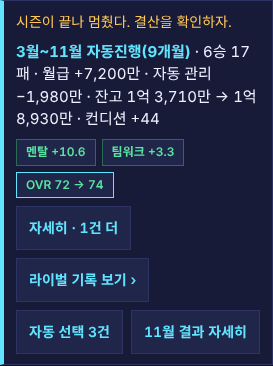 시즌이 끝나 멈췄다. 결산을 확인하자.
3월~11월 자동진행(9개월) · 6승 17
패 · 월급 +7,200만 · 자동 관리
−1,980만 · 잔고 1억 3,710만 → 1억
8,930만 · 컨디션 +44
멘탈 +10.6 팀워크 +3.3
OVR 72 → 74
자세히 · 1건 더
라이벌 기록 보기 ›
자동 선택 3건 11월 결과 자세히